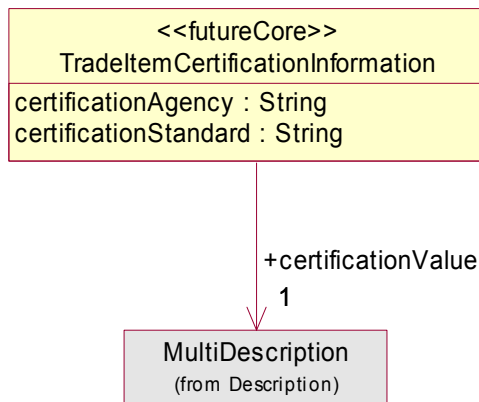 <<futureCore>>
TradeItemCertificationInformation
certificationAgency : String
certificationStandard : String
+certificationValue
1
MultiDescription
(from Description)